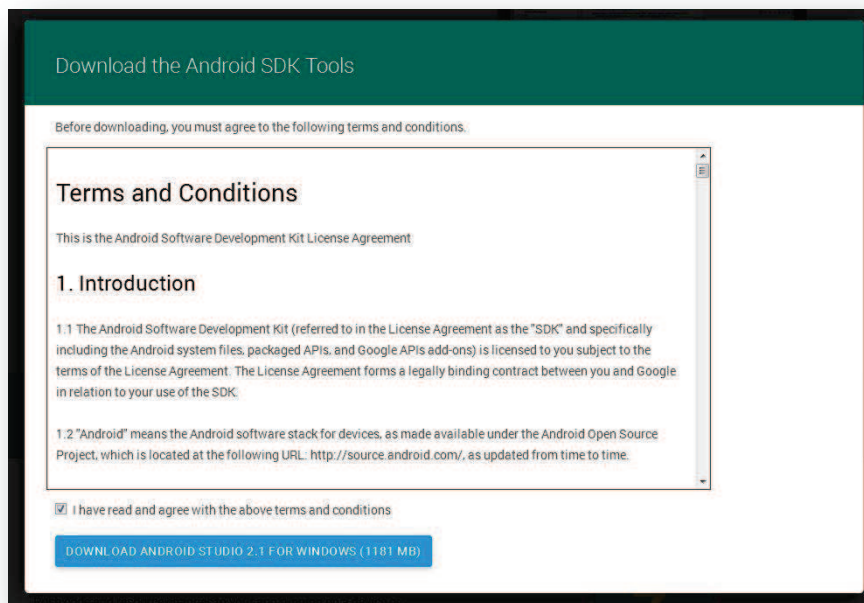 Download the Android SDK Tools
Before downloading, you must agree to the following terms and conditions.
Terms and Conditions
This is the Android Software Development Kit License Agreement
1. Introduction
1.1 The Android Software Development Kit (referred to in the License Agreement as the "SDK" and specifically
including the Android system files, packaged APIs, and Google APIs add-ons) is licensed to you subject to the
terms of the License Agreement. The License Agreement forms a legally binding contract between you and Google
in relation to your use of the SDK.
1.2 "Android" means the Android software stack for devices, as made available under the Android Open Source
Project, which is located at the following URL: http://source.android.com/, as updated from time to time.
I have read and agree with the above terms and conditions
DOWNLOAD ANDROID STUDIO 2.1 FOR WINDOWS (1181 MB)